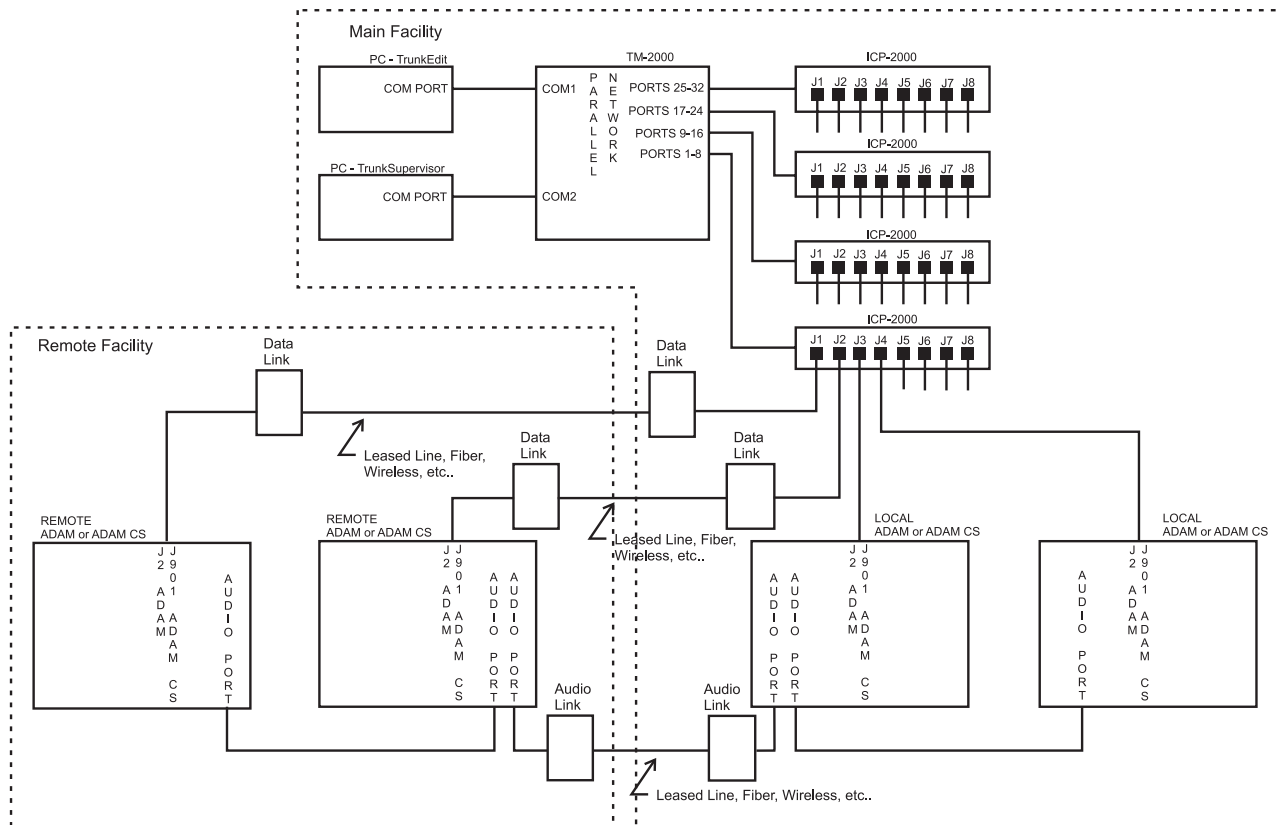 Main Facility
PC - TrunkEdit
COM PORT
PC - TrunkSupervisor
COM PORT
TM-2000
COM1
COM2
PARALLEL
NETWORK
PORTS 25-32
PORTS 17-24
PORTS 9-16
PORTS 1-8
ICP-2000
J1 J2 J3 J4 J5 J6 J7 J8
ICP-2000
J1 J2 J3 J4 J5 J6 J7 J8
ICP-2000
J1 J2 J3 J4 J5 J6 J7 J8
ICP-2000
J1 J2 J3 J4 J5 J6 J7 J8
Remote Facility
Data
Link
Data
Link
Leased Line, Fiber,
Wireless, etc..
Data
Link
Data
Link
Leased Line, Fiber,
Wireless, etc..
REMOTE
ADAM or ADAM CS
J2 ADAM
J901 ADAM CS
AUDIO PORT
REMOTE
ADAM or ADAM CS
J2 ADAM
J901 ADAM CS
AUDIO PORT
AUDIO PORT
LOCAL
ADAM or ADAM CS
AUDIO PORT
AUDIO PORT
J2 ADAM
J901 ADAM CS
LOCAL
ADAM or ADAM CS
AUDIO PORT
J2 ADAM
J901 ADAM CS
Audio
Link
Audio
Link
Leased Line, Fiber, Wireless, etc..